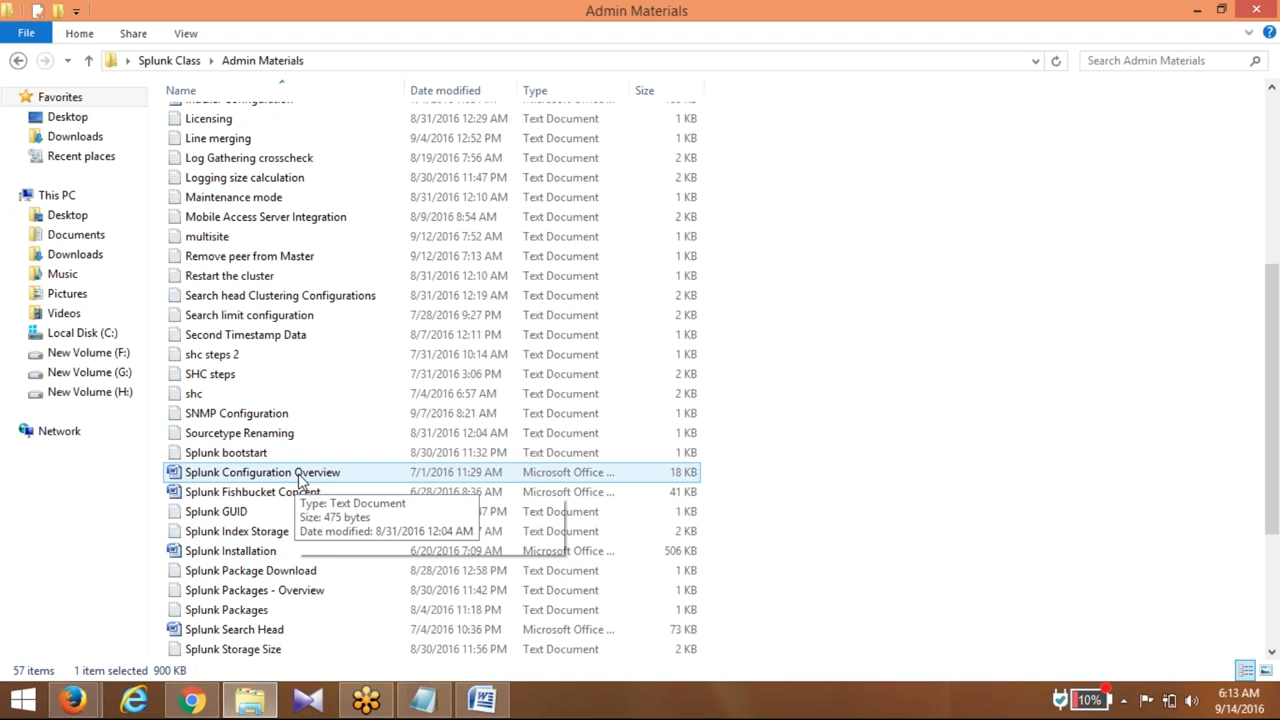 Admin Materials
File Home Share View
Splunk Class Admin Materials Search Admin Materials
Name Date modified Type Size
Favorites
Desktop
Downloads
Recent places
This PC
Desktop
Documents
Downloads
Music
Pictures
Videos
Local Disk (C:)
New Volume (F:)
New Volume (G:)
New Volume (H:)
Network
Licensing 8/31/2016 12:29 AM Text Document 1 KB
Line merging 9/4/2016 12:52 PM Text Document 1 KB
Log Gathering crosscheck 8/19/2016 7:56 AM Text Document 2 KB
Logging size calculation 8/30/2016 11:47 PM Text Document 2 KB
Maintenance mode 8/31/2016 12:10 AM Text Document 1 KB
Mobile Access Server Integration 8/9/2016 8:54 AM Text Document 2 KB
multisite 9/12/2016 7:52 AM Text Document 1 KB
Remove peer from Master 9/12/2016 7:13 AM Text Document 1 KB
Restart the cluster 8/31/2016 12:10 AM Text Document 1 KB
Search head Clustering Configurations 8/31/2016 12:19 AM Text Document 2 KB
Search limit configuration 7/28/2016 9:27 PM Text Document 1 KB
Second Timestamp Data 8/7/2016 12:11 PM Text Document 1 KB
shc steps 2 7/31/2016 10:14 AM Text Document 2 KB
SHC steps 7/31/2016 3:06 PM Text Document 2 KB
shc 7/4/2016 6:57 AM Text Document 2 KB
SNMP Configuration 9/7/2016 8:21 AM Text Document 1 KB
Sourcetype Renaming 8/31/2016 12:04 AM Text Document 1 KB
Splunk bootstart 8/30/2016 11:32 PM Text Document 1 KB
Splunk Configuration Overview 7/1/2016 11:29 AM Microsoft Office ... 18 KB
Splunk Fishbucket Concept 6/28/2016 8:36 AM Microsoft Office ... 41 KB
Type: Text Document
Size: 475 bytes
Date modified: 8/31/2016 12:04 AM
Splunk GUID 7 PM Text Document 1 KB
Splunk Index Storage AM Text Document 2 KB
Splunk Installation 6/20/2016 7:09 AM Microsoft Office ... 506 KB
Splunk Package Download 8/28/2016 12:58 PM Text Document 1 KB
Splunk Packages - Overview 8/30/2016 11:42 PM Text Document 1 KB
Splunk Packages 8/4/2016 11:18 PM Text Document 1 KB
Splunk Search Head 7/4/2016 10:36 PM Microsoft Office ... 73 KB
Splunk Storage Size 8/30/2016 11:56 PM Text Document 2 KB
57 items 1 item selected 900 KB
10%
6:13 AM
9/14/2016